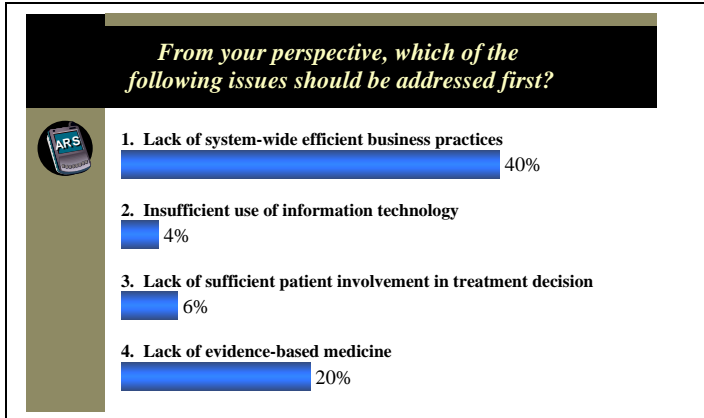 From your perspective, which of the
following issues should be addressed first?
ARS
1. Lack of system-wide efficient business practices
40%
2. Insufficient use of information technology
4%
3. Lack of sufficient patient involvement in treatment decision
6%
4. Lack of evidence-based medicine
20%